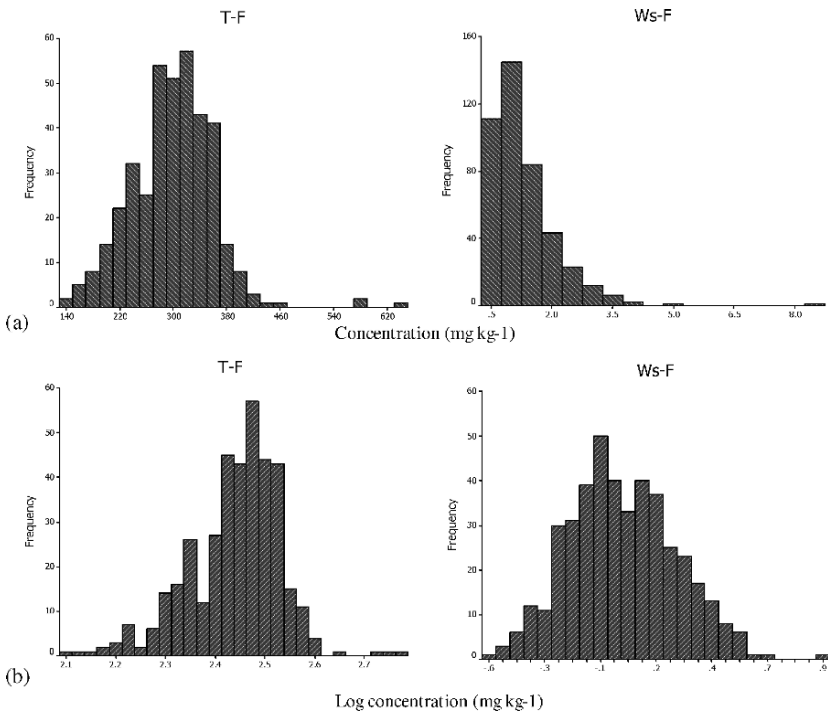 T-F
Ws-F
60
50
40
30
20
10
0
Frequency
140 220 300 380 460 540 620
160
120
80
40
0
Frequency
.5 2.0 3.5 5.0 6.5 8.0
(a)
Concentration (mg kg-1)
T-F
Ws-F
60
50
40
30
20
10
0
Frequency
2.1 2.2 2.3 2.4 2.5 2.6 2.7
60
50
40
30
20
10
0
Frequency
-.6 -.3 -.1 .2 .4 .7 .9
(b)
Log concentration (mg kg-1)